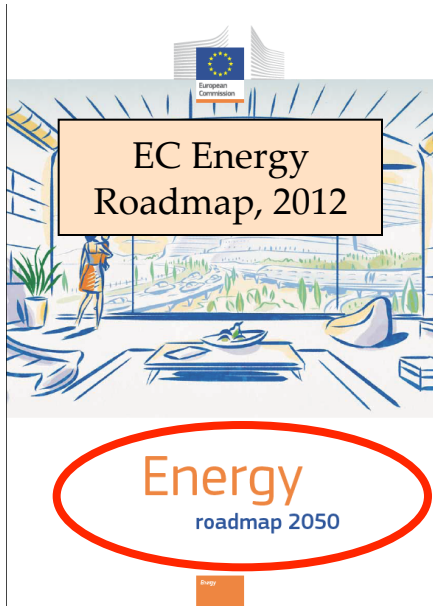 European
Commission
EC Energy
Roadmap, 2012
Energy
roadmap 2050
Energy